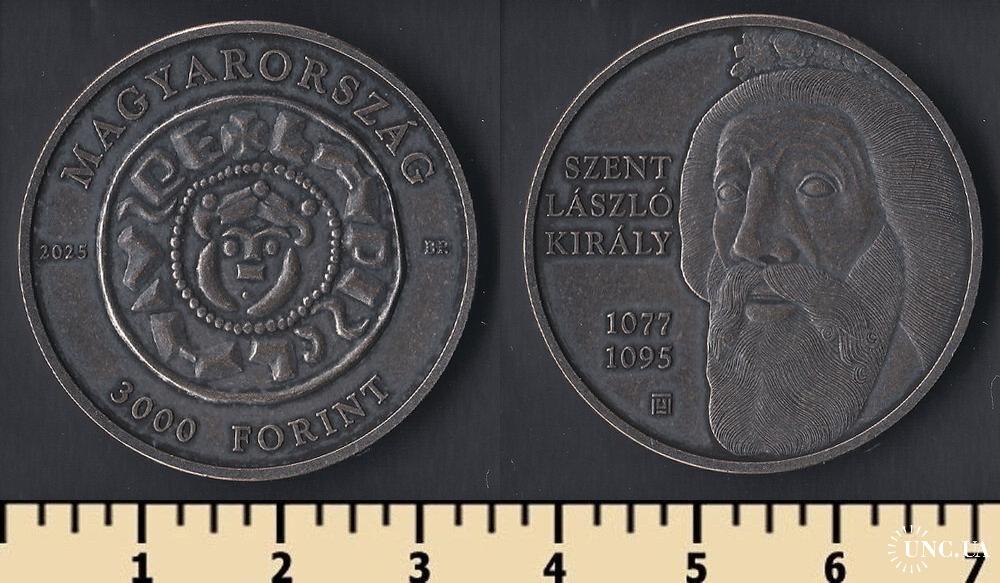 MAGYARORSZÁG
2025
BP.
3000 FORINT
SZENT
LÁSZLÓ
KIRÁLY
1077
1095
1 2 3 4 5 6 7
UNC.UA